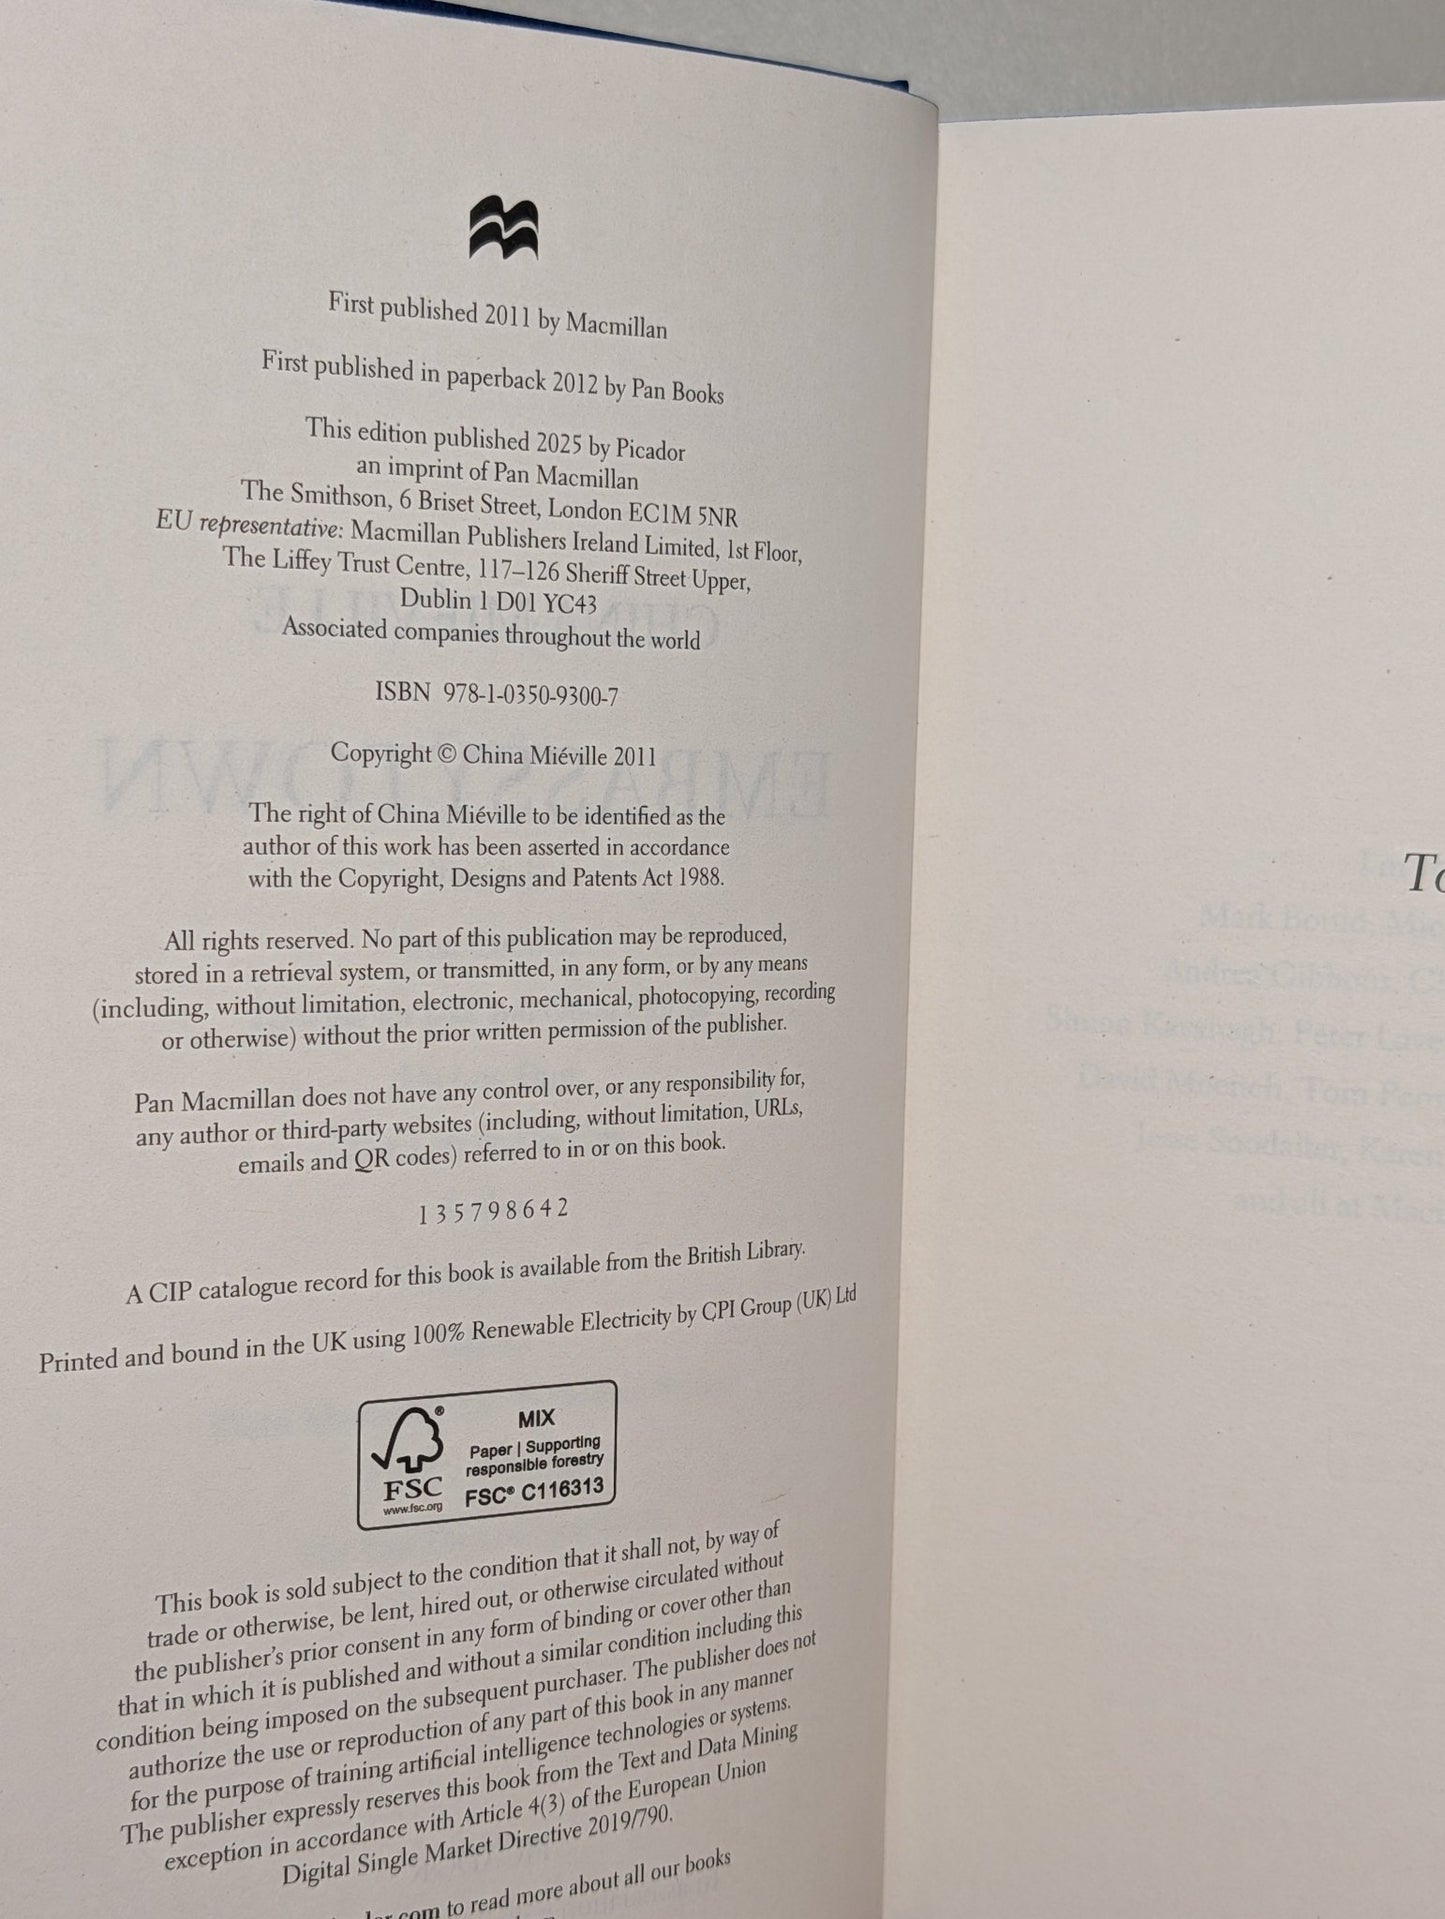 First published 2011 by Macmillan
First published in paperback 2012 by Pan Books
This edition published 2025 by Picador
an imprint of Pan Macmillan
The Smithson, 6 Briset Street, London EC1M 5NR
EU representative: Macmillan Publishers Ireland Limited, 1st Floor,
The Liffey Trust Centre, 117–126 Sheriff Street Upper,
Dublin 1 D01 YC43
Associated companies throughout the world
ISBN 978-1-0350-9300-7
Copyright © China Miéville 2011
The right of China Miéville to be identified as the
author of this work has been asserted in accordance
with the Copyright, Designs and Patents Act 1988.
All rights reserved. No part of this publication may be reproduced,
stored in a retrieval system, or transmitted, in any form, or by any means
(including, without limitation, electronic, mechanical, photocopying, recording
or otherwise) without the prior written permission of the publisher.
Pan Macmillan does not have any control over, or any responsibility for,
any author or third-party websites (including, without limitation, URLs,
emails and QR codes) referred to in or on this book.
1 3 5 7 9 8 6 4 2
A CIP catalogue record for this book is available from the British Library.
Printed and bound in the UK using 100% Renewable Electricity by CPI Group (UK) Ltd
MIX
Paper | Supporting
responsible forestry
FSC® C116313
FSC
www.fsc.org
This book is sold subject to the condition that it shall not, by way of
trade or otherwise, be lent, hired out, or otherwise circulated without
the publisher's prior consent in any form of binding or cover other than
that in which it is published and without a similar condition including this
condition being imposed on the subsequent purchaser. The publisher does not
authorize the use or reproduction of any part of this book in any manner
for the purpose of training artificial intelligence technologies or systems.
The publisher expressly reserves this book from the Text and Data Mining
exception in accordance with Article 4(3) of the European Union
Digital Single Market Directive 2019/790.
com to read more about all our books
To